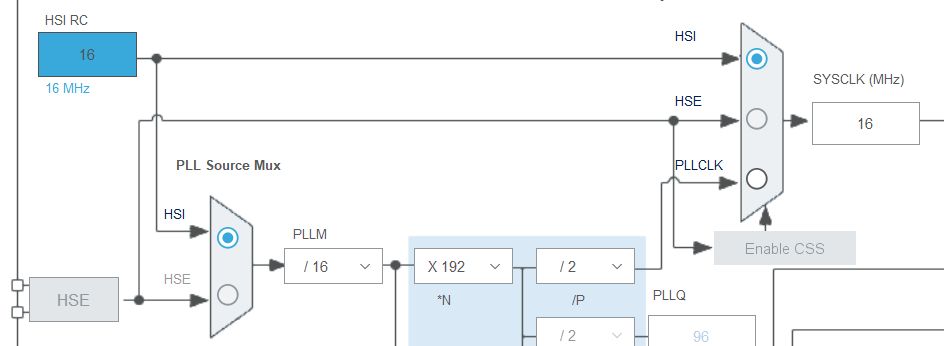 HSI RC
16
16 MHz
HSI
SYSCLK (MHz)
HSE
16
PLL Source Mux
PLLCLK
HSI
PLLM
Enable CSS
/ 16
X 192
/ 2
HSE
HSE
*N
/P
PLLQ
/ 2
96